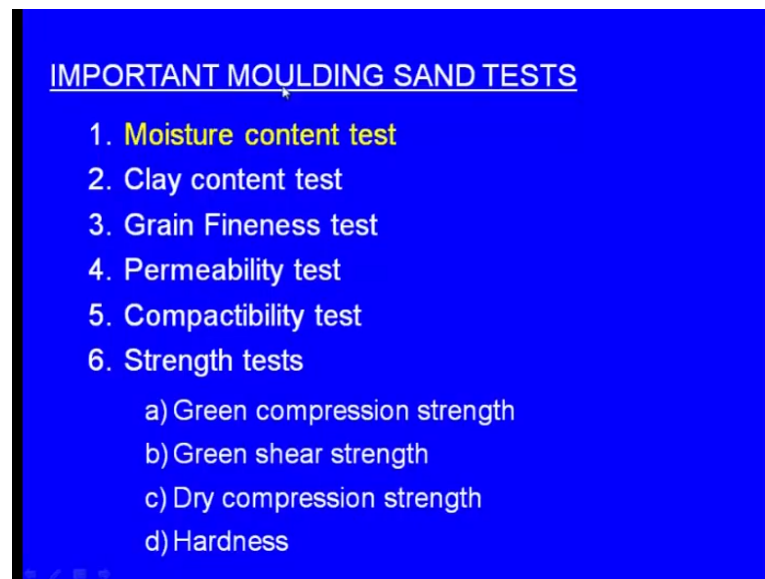 IMPORTANT MOULDING SAND TESTS
1. Moisture content test
2. Clay content test
3. Grain Fineness test
4. Permeability test
5. Compactibility test
6. Strength tests
a) Green compression strength
b) Green shear strength
c) Dry compression strength
d) Hardness